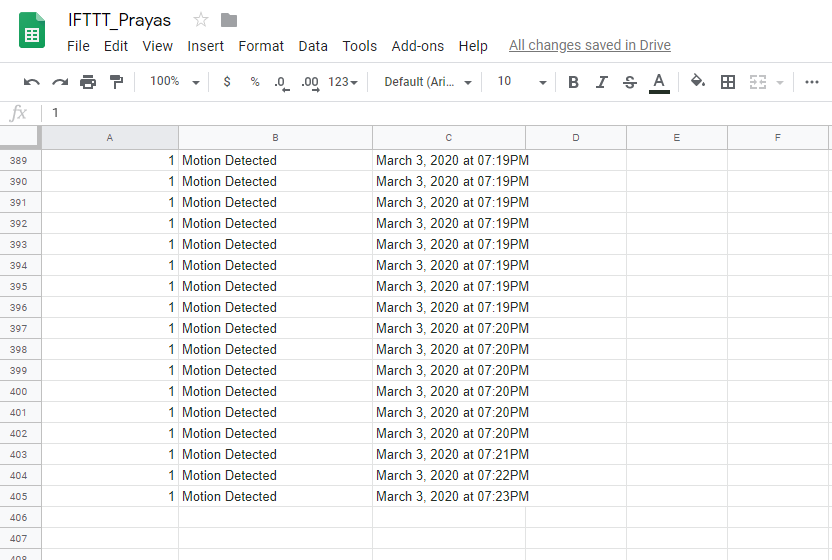 IFTTT_Prayas
File Edit View Insert Format Data Tools Add-ons Help All changes saved in Drive
100% $ % .0 .00 123 Default (Ari... 10 B I S A ...
fx 1
A B C D E F
389 1 Motion Detected March 3, 2020 at 07:19PM
390 1 Motion Detected March 3, 2020 at 07:19PM
391 1 Motion Detected March 3, 2020 at 07:19PM
392 1 Motion Detected March 3, 2020 at 07:19PM
393 1 Motion Detected March 3, 2020 at 07:19PM
394 1 Motion Detected March 3, 2020 at 07:19PM
395 1 Motion Detected March 3, 2020 at 07:19PM
396 1 Motion Detected March 3, 2020 at 07:19PM
397 1 Motion Detected March 3, 2020 at 07:20PM
398 1 Motion Detected March 3, 2020 at 07:20PM
399 1 Motion Detected March 3, 2020 at 07:20PM
400 1 Motion Detected March 3, 2020 at 07:20PM
401 1 Motion Detected March 3, 2020 at 07:20PM
402 1 Motion Detected March 3, 2020 at 07:20PM
403 1 Motion Detected March 3, 2020 at 07:21PM
404 1 Motion Detected March 3, 2020 at 07:22PM
405 1 Motion Detected March 3, 2020 at 07:23PM
406
407
408